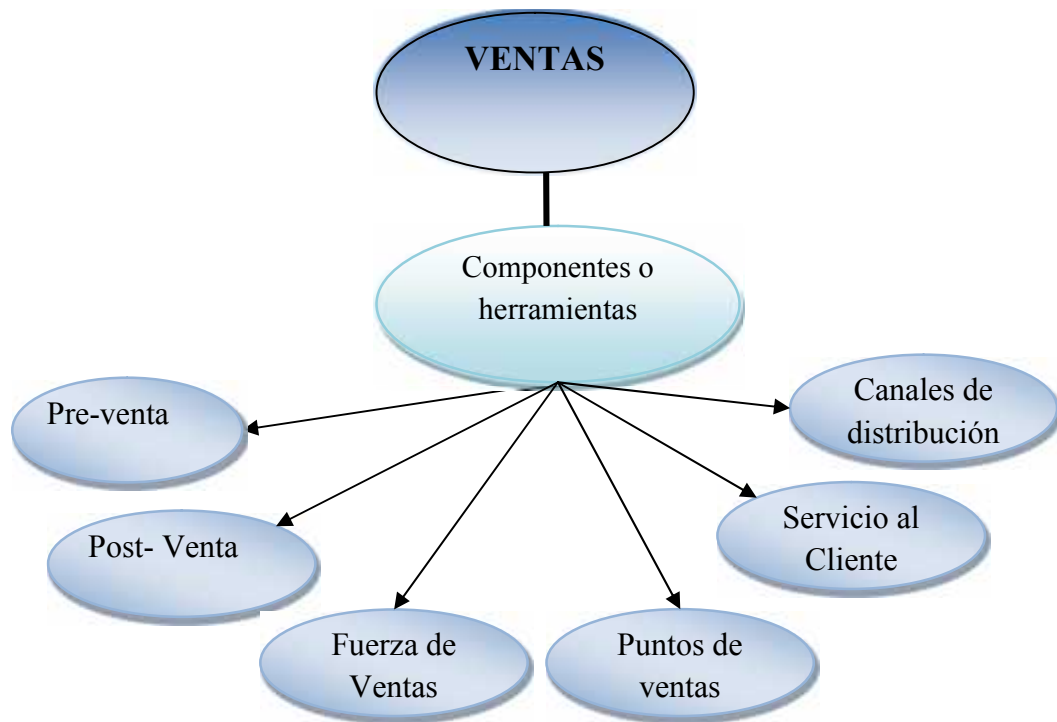 VENTAS
Componentes o
herramientas
Pre-venta
Canales de
distribución
Post- Venta
Servicio al
Cliente
Fuerza de
Ventas
Puntos de
ventas